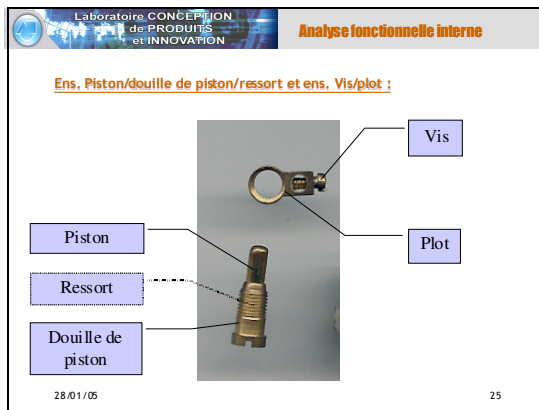 Laboratoire CONCEPTION
de PRODUITS
et INNOVATION
Analyse fonctionnelle interne
Ens. Piston/douille de piston/ressort et ens. Vis/plot :
Vis
Plot
Piston
Ressort
Douille de
piston
28/01/05
25